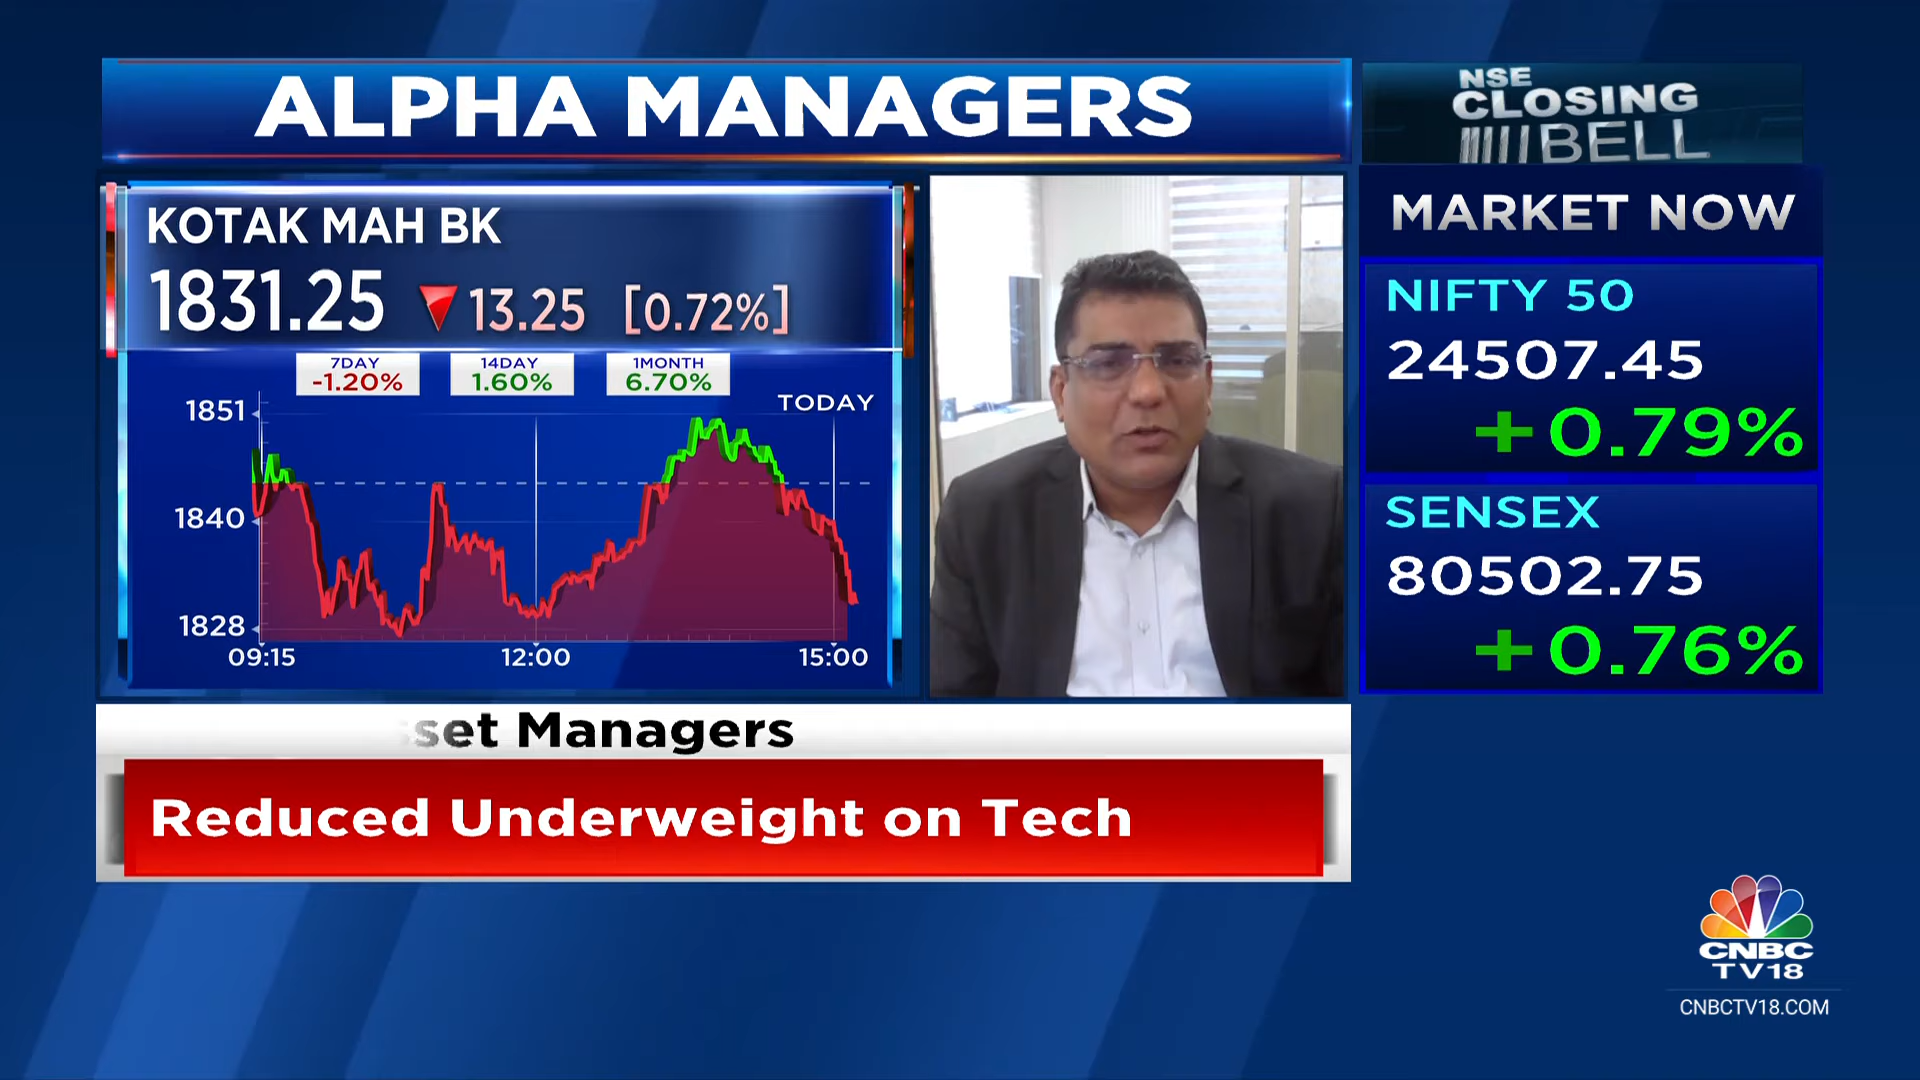 ALPHA MANAGERS
NSE
CLOSING
BELL
KOTAK MAH BK
1831.25 ▼ 13.25 [0.72%]
7DAY
-1.20%
14DAY
1.60%
1MONTH
6.70%
TODAY
1851
1840
1828
09:15 12:00 15:00
MARKET NOW
NIFTY 50
24507.45
+0.79%
SENSEX
80502.75
+0.76%
set Managers
Reduced Underweight on Tech
CNBC
TV18
CNBCTV18.COM